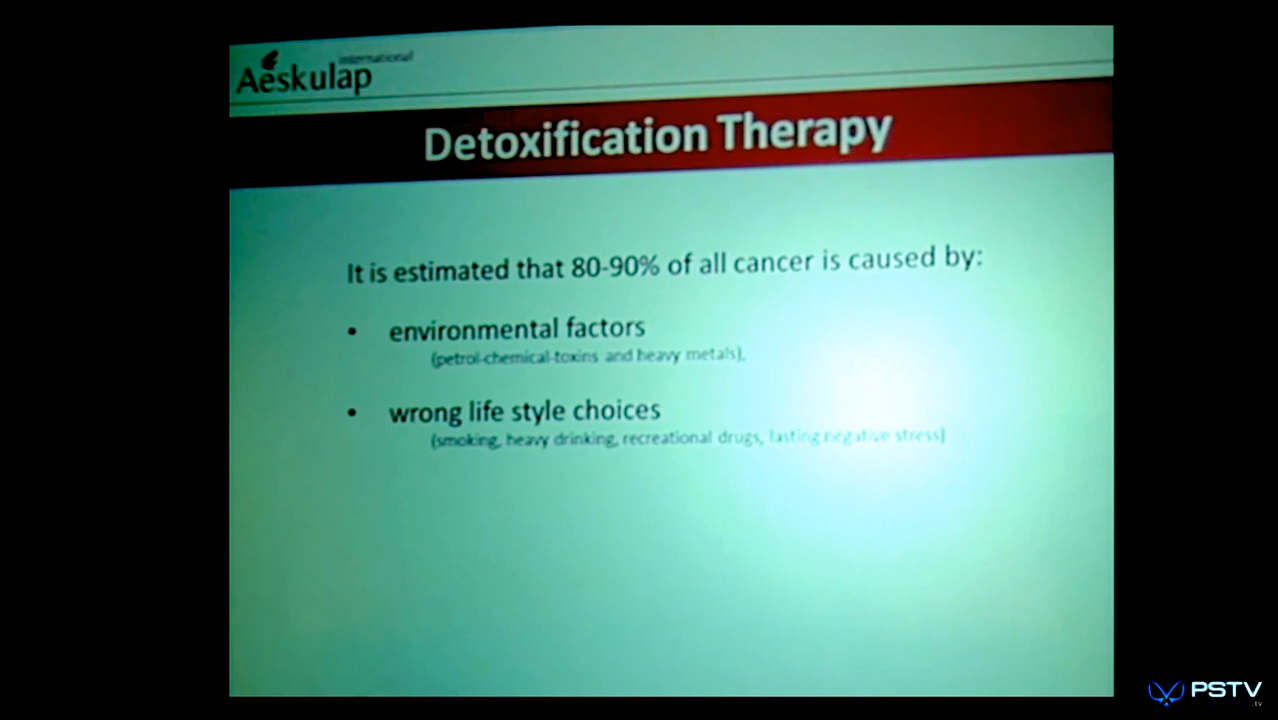 international
Aeskulap
Detoxification Therapy
It is estimated that 80-90% of all cancer is caused by:
• environmental factors
(petrol-chemical-toxins and heavy metals),
• wrong life style choices
(smoking, heavy drinking, recreational drugs, lasting negative stress)
PSTV
.tv